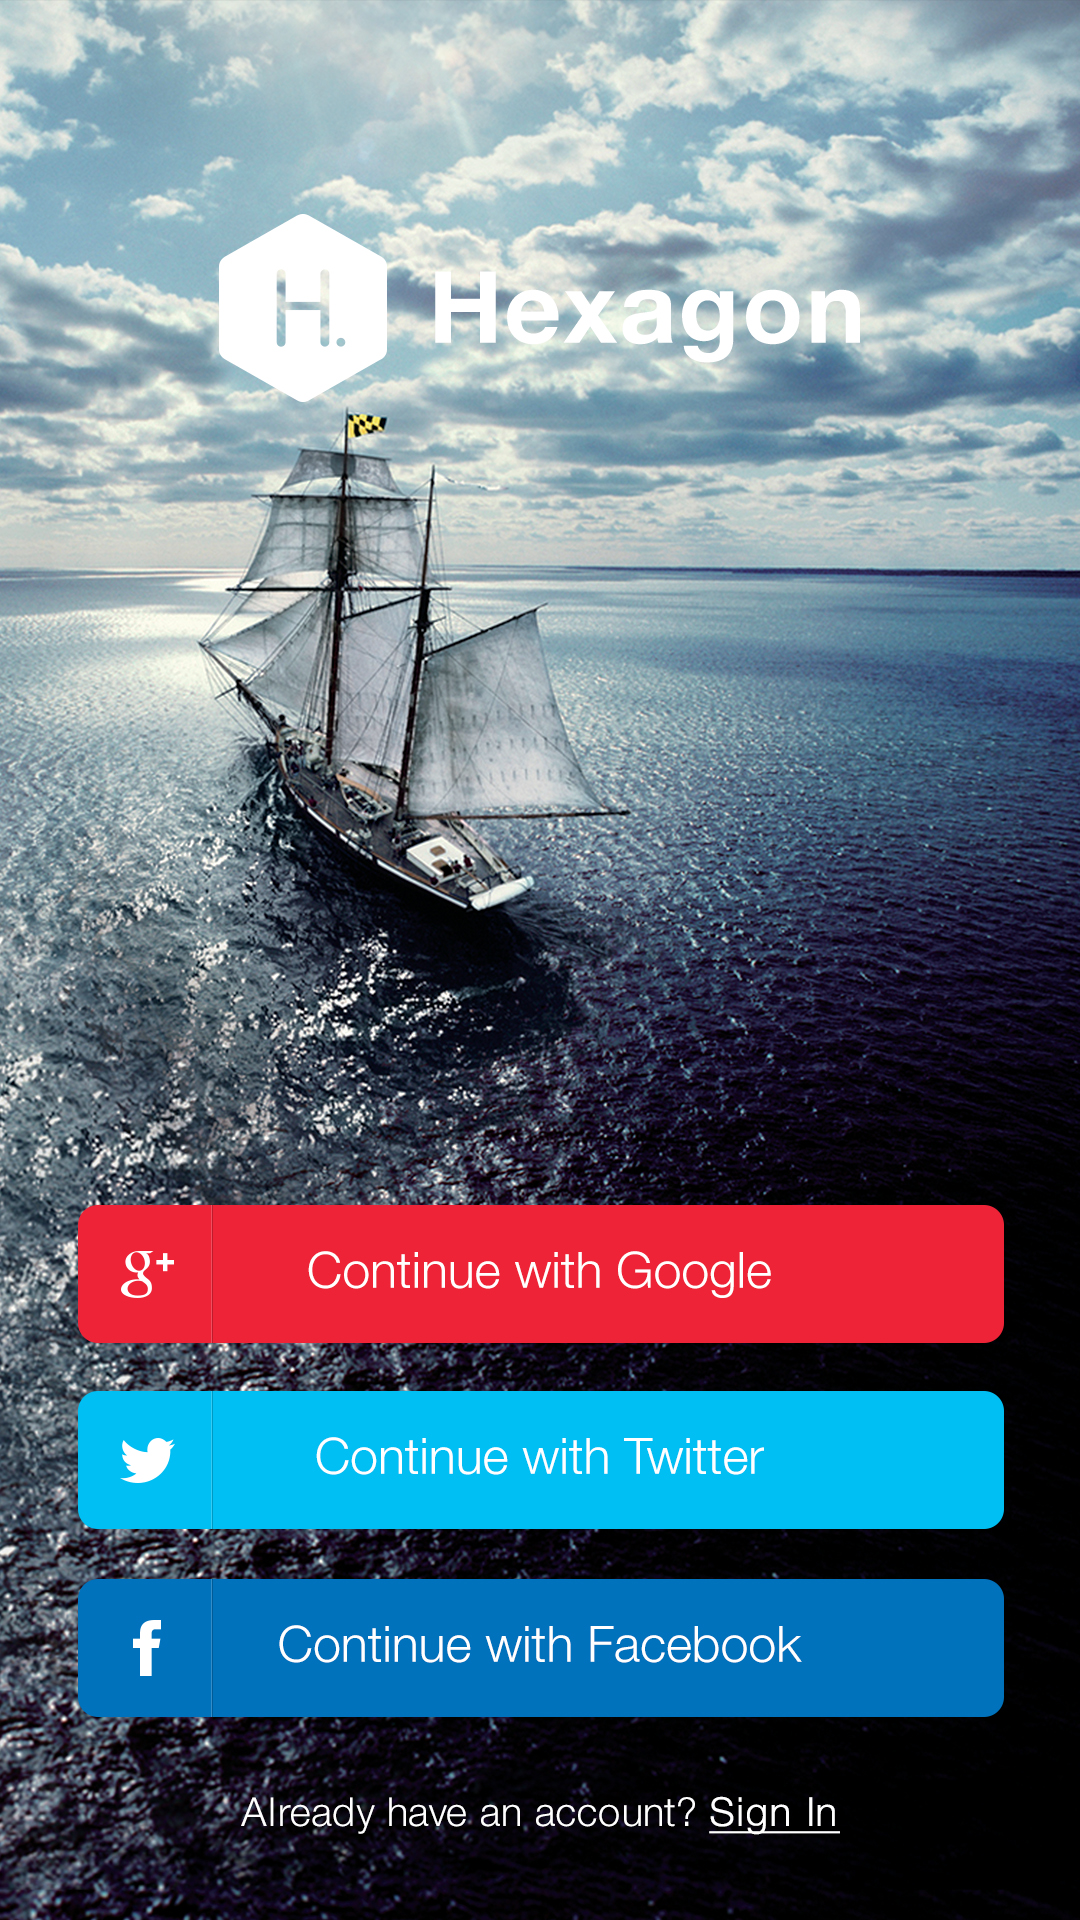 H. Hexagon
g+ Continue with Google
Continue with Twitter
f Continue with Facebook
Already have an account? Sign In